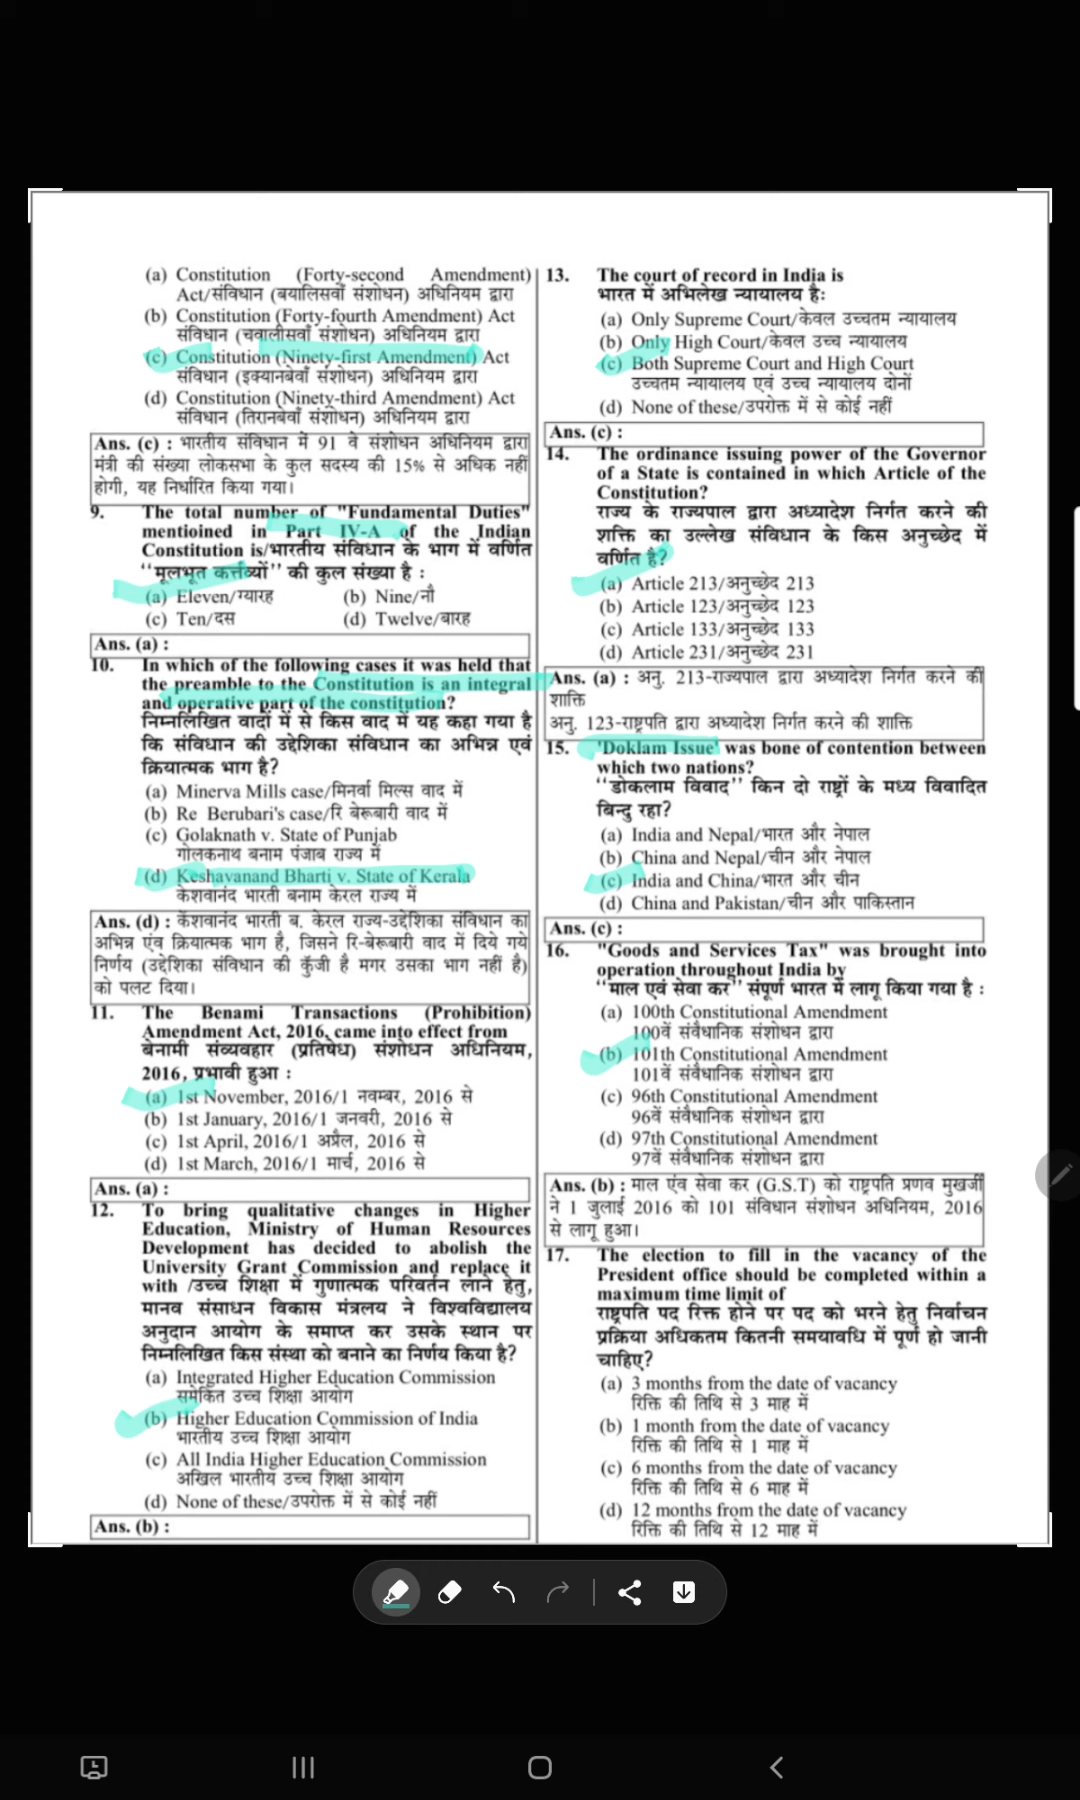 (a) Constitution (Forty-second Amendment)
Act/संविधान (बयालिसवाँ संशोधन) अधिनियम द्वारा
(b) Constitution (Forty-fourth Amendment) Act
संविधान (चवालीसवाँ संशोधन) अधिनियम द्वारा
(c) Constitution (Ninety-first Amendment) Act
संविधान (इक्यानबेवाँ संशोधन) अधिनियम द्वारा
(d) Constitution (Ninety-third Amendment) Act
संविधान (तिरानबेवाँ संशोधन) अधिनियम द्वारा
Ans. (c) : भारतीय संविधान में 91 वे संशोधन अधिनियम द्वारा
मंत्री की संख्या लोकसभा के कुल सदस्य की 15% से अधिक नहीं
होगी, यह निर्धारित किया गया।
9. The total number of "Fundamental Duties"
mentioined in Part IV-A of the Indian
Constitution is/भारतीय संविधान के भाग में वर्णित
“मूलभूत कर्त्तव्यों” की कुल संख्या है :
(a) Eleven/ग्यारह (b) Nine/नौ
(c) Ten/दस (d) Twelve/बारह
Ans. (a) :
10. In which of the following cases it was held that
the preamble to the Constitution is an integral
and operative part of the constitution?
निम्नलिखित वादों में से किस वाद में यह कहा गया है
कि संविधान की उद्देशिका संविधान का अभिन्न एवं
क्रियात्मक भाग है?
(a) Minerva Mills case/मिनर्वा मिल्स वाद में
(b) Re Berubari's case/रि बेरूबारी वाद में
(c) Golaknath v. State of Punjab
गोलकनाथ बनाम पंजाब राज्य में
(d) Keshavanand Bharti v. State of Kerala
केशवानंद भारती बनाम केरल राज्य में
Ans. (d) : केंशवानंद भारती ब. केरल राज्य-उद्देशिका संविधान का
अभिन्न एंव क्रियात्मक भाग है, जिसने रि-बेरूबारी वाद में दिये गये
निर्णय (उद्देशिका संविधान की कुँजी है मगर उसका भाग नहीं है)
को पलट दिया।
11. The Benami Transactions (Prohibition)
Amendment Act, 2016, came into effect from
बेनामी संव्यवहार (प्रतिषेध) संशोधन अधिनियम,
2016, प्रभावी हुआ :
(a) 1st November, 2016/1 नवम्बर, 2016 से
(b) 1st January, 2016/1 जनवरी, 2016 से
(c) 1st April, 2016/1 अप्रैल, 2016 से
(d) 1st March, 2016/1 मार्च, 2016 से
Ans. (a) :
12. To bring qualitative changes in Higher
Education, Ministry of Human Resources
Development has decided to abolish the
University Grant Commission and replace it
with /उच्च शिक्षा में गुणात्मक परिवर्तन लाने हेतु,
मानव संसाधन विकास मंत्रलय ने विश्वविद्यालय
अनुदान आयोग के समाप्त कर उसके स्थान पर
निम्नलिखित किस संस्था को बनाने का निर्णय किया है?
(a) Integrated Higher Education Commission
समेकित उच्च शिक्षा आयोग
(b) Higher Education Commission of India
भारतीय उच्च शिक्षा आयोग
(c) All India Higher Education Commission
अखिल भारतीय उच्च शिक्षा आयोग
(d) None of these/उपरोक्त में से कोई नहीं
Ans. (b) :
13. The court of record in India is
भारत में अभिलेख न्यायालय है:
(a) Only Supreme Court/केवल उच्चतम न्यायालय
(b) Only High Court/केवल उच्च न्यायालय
(c) Both Supreme Court and High Court
उच्चतम न्यायालय एवं उच्च न्यायालय दोनों
(d) None of these/उपरोक्त में से कोई नहीं
Ans. (c) :
14. The ordinance issuing power of the Governor
of a State is contained in which Article of the
Constitution?
राज्य के राज्यपाल द्वारा अध्यादेश निर्गत करने की
शक्ति का उल्लेख संविधान के किस अनुच्छेद में
वर्णित है?
(a) Article 213/अनुच्छेद 213
(b) Article 123/अनुच्छेद 123
(c) Article 133/अनुच्छेद 133
(d) Article 231/अनुच्छेद 231
Ans. (a) : अनु. 213-राज्यपाल द्वारा अध्यादेश निर्गत करने की
शाक्ति
अनु. 123-राष्ट्रपति द्वारा अध्यादेश निर्गत करने की शाक्ति
15. 'Doklam Issue' was bone of contention between
which two nations?
“डोकलाम विवाद” किन दो राष्ट्रों के मध्य विवादित
बिन्दु रहा?
(a) India and Nepal/भारत और नेपाल
(b) China and Nepal/चीन और नेपाल
(c) India and China/भारत और चीन
(d) China and Pakistan/चीन और पाकिस्तान
Ans. (c) :
16. "Goods and Services Tax" was brought into
operation throughout India by
“माल एवं सेवा कर” संपूर्ण भारत में लागू किया गया है :
(a) 100th Constitutional Amendment
100वें संवैधानिक संशोधन द्वारा
(b) 101th Constitutional Amendment
101वें संवैधानिक संशोधन द्वारा
(c) 96th Constitutional Amendment
96वें संवैधानिक संशोधन द्वारा
(d) 97th Constitutional Amendment
97वें संवैधानिक संशोधन द्वारा
Ans. (b) : माल एंव सेवा कर (G.S.T) को राष्ट्रपति प्रणव मुखर्जी
ने 1 जुलाई 2016 को 101 संविधान संशोधन अधिनियम, 2016
से लागू हुआ।
17. The election to fill in the vacancy of the
President office should be completed within a
maximum time limit of
राष्ट्रपति पद रिक्त होने पर पद को भरने हेतु निर्वाचन
प्रक्रिया अधिकतम कितनी समयावधि में पूर्ण हो जानी
चाहिए?
(a) 3 months from the date of vacancy
रिक्ति की तिथि से 3 माह में
(b) 1 month from the date of vacancy
रिक्ति की तिथि से 1 माह में
(c) 6 months from the date of vacancy
रिक्ति की तिथि से 6 माह में
(d) 12 months from the date of vacancy
रिक्ति की तिथि से 12 माह में